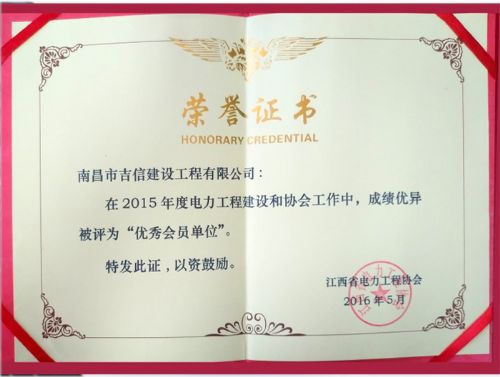 荣誉证书
HONORARY CREDENTIAL
南昌市吉信建设工程有限公司：
在2015年度电力工程建设和协会工作中，成绩优异
被评为“优秀会员单位”。
特发此证，以资鼓励。
江西省电力工程协会
2016年5月